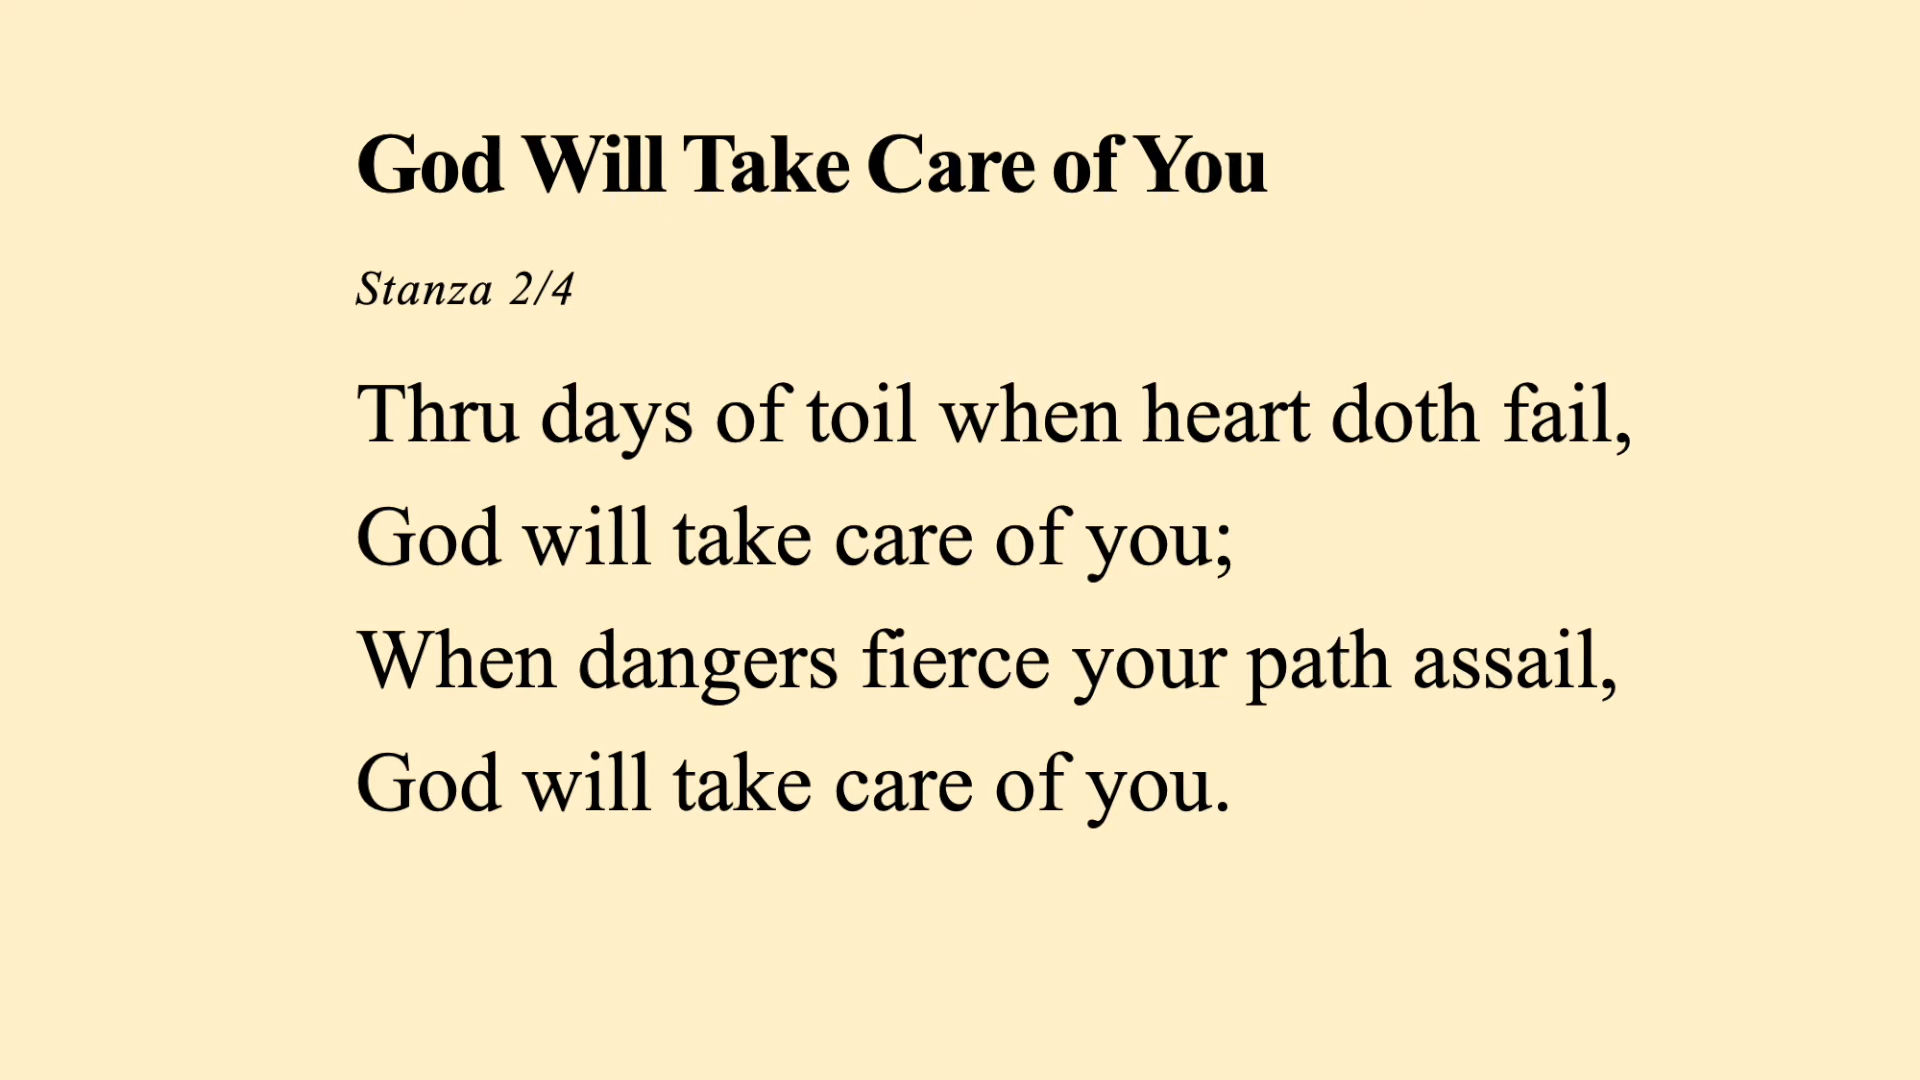 God Will Take Care of You
Stanza 2/4
Thru days of toil when heart doth fail,
God will take care of you;
When dangers fierce your path assail,
God will take care of you.